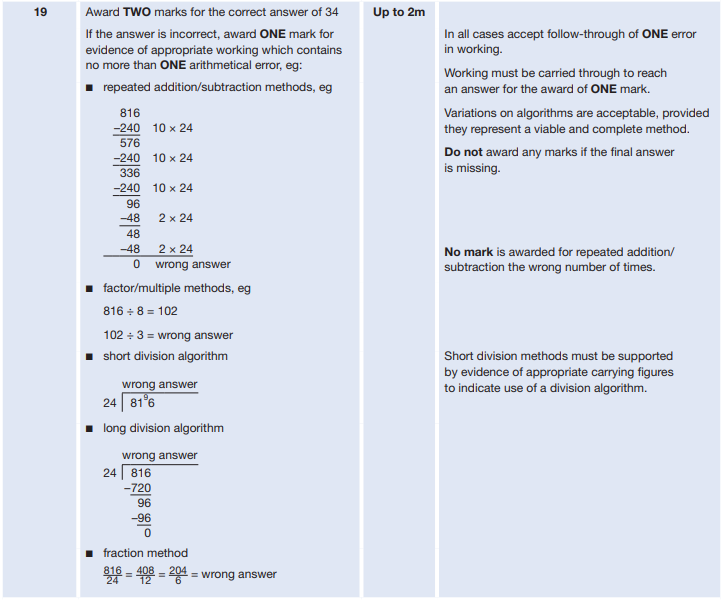 19
Award TWO marks for the correct answer of 34
If the answer is incorrect, award ONE mark for
evidence of appropriate working which contains
no more than ONE arithmetical error, eg:
■ repeated addition/subtraction methods, eg
816
–240 10 × 24
576
–240 10 × 24
336
–240 10 × 24
96
–48 2 × 24
48
–48 2 × 24
0 wrong answer
■ factor/multiple methods, eg
816 ÷ 8 = 102
102 ÷ 3 = wrong answer
■ short division algorithm
wrong answer
24 81⁹6
■ long division algorithm
wrong answer
24 816
–720
96
–96
0
■ fraction method
816/24 = 408/12 = 204/6 = wrong answer
Up to 2m
In all cases accept follow-through of ONE error
in working.
Working must be carried through to reach
an answer for the award of ONE mark.
Variations on algorithms are acceptable, provided
they represent a viable and complete method.
Do not award any marks if the final answer
is missing.
No mark is awarded for repeated addition/
subtraction the wrong number of times.
Short division methods must be supported
by evidence of appropriate carrying figures
to indicate use of a division algorithm.